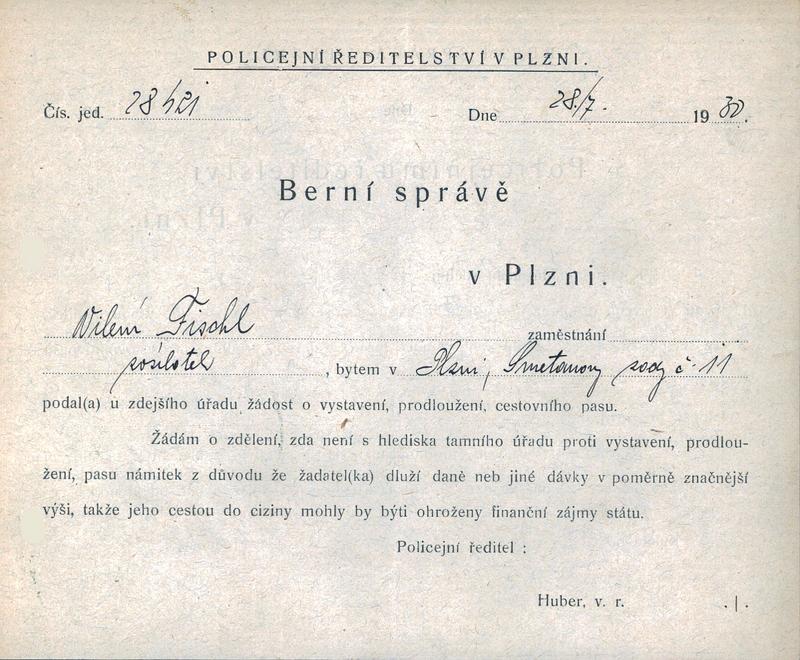 POLICEJNÍ ŘEDITELSTVÍ V PLZNI.
Čís. jed. Dne 28./7. 1930.
Berní správě
v Plzni.
Vilém Fischl zaměstnání
, bytem v Plzni, Smetanovy sady č. 11
podal(a) u zdejšího úřadu žádost o vystavení, prodloužení, cestovního pasu.
Žádám o zdělení, zda není s hlediska tamního úřadu proti vystavení, prodlou-
žení, pasu námitek z důvodu že žadatel(ka) dluží daně neb jiné dávky v poměrně značnější
výši, takže jeho cestou do ciziny mohly by býti ohroženy finanční zájmy státu.
Policejní ředitel :
Huber, v. r. .|.